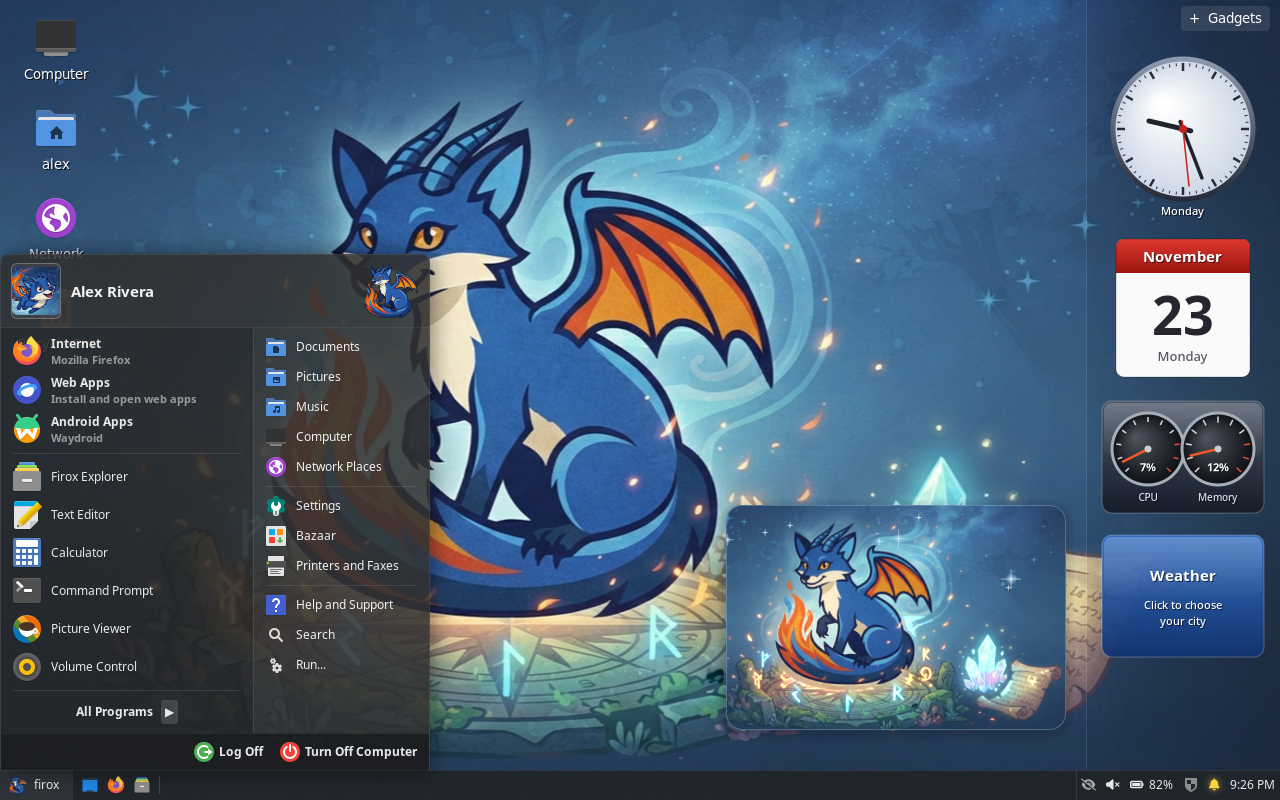 + Gadgets
Computer
alex
Network
Monday
November
23
Monday
7%
12%
CPU
Memory
Weather
Click to choose
your city
Alex Rivera
Internet
Mozilla Firefox
Web Apps
Install and open web apps
Android Apps
Waydroid
Firox Explorer
Text Editor
Calculator
Command Prompt
Picture Viewer
Volume Control
All Programs
Documents
Pictures
Music
Computer
Network Places
Settings
Bazaar
Printers and Faxes
Help and Support
Search
Run...
Log Off
Turn Off Computer
firox
82%
9:26 PM